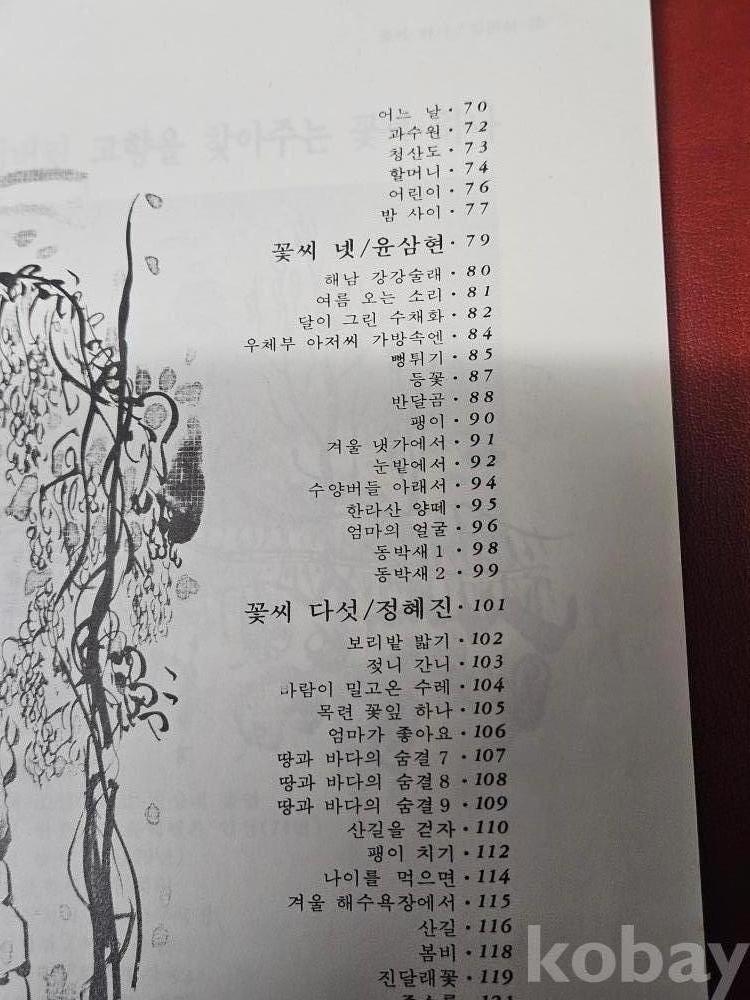 어느 날 · 70
과수원 · 72
청산도 · 73
할머니 · 74
어린이 · 76
밤 사이 · 77
꽃씨 넷/윤삼현 · 79
해남 강강술래 · 80
여름 오는 소리 · 81
달이 그린 수채화 · 82
우체부 아저씨 가방속엔 · 84
뻥튀기 · 85
등꽃 · 87
반달곰 · 88
팽이 · 90
겨울 냇가에서 · 91
눈밭에서 · 92
수양버들 아래서 · 94
한라산 양떼 · 95
엄마의 얼굴 · 96
동박새 1 · 98
동박새 2 · 99
꽃씨 다섯/정혜진 · 101
보리밭 밟기 · 102
젖니 간니 · 103
바람이 밀고온 수레 · 104
목련 꽃잎 하나 · 105
엄마가 좋아요 · 106
땅과 바다의 숨결 7 · 107
땅과 바다의 숨결 8 · 108
땅과 바다의 숨결 9 · 109
산길을 걷자 · 110
팽이 치기 · 112
나이를 먹으면 · 114
겨울 해수욕장에서 · 115
산길 · 116
봄비 · 118
진달래꽃 · 119
kobay